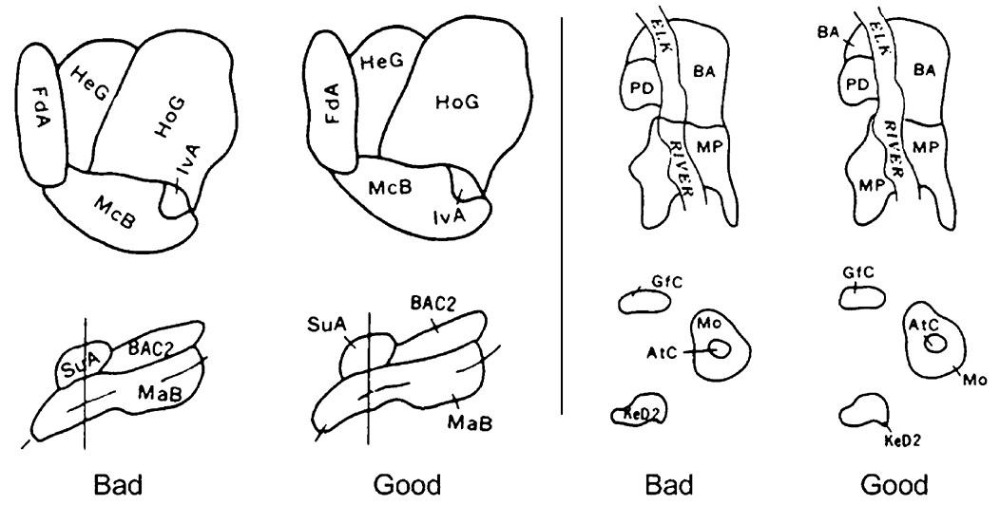 FdA
HeG
HoG
IvA
McB
FdA
HeG
HoG
McB
IvA
ELK
BA
PD
RIVER
MP
BA
ELK
BA
PD
RIVER
MP
MP
SuA
BAC2
MaB
SuA
BAC2
MaB
GfC
Mo
AtC
KeD2
GfC
AtC
Mo
KeD2
Bad
Good
Bad
Good